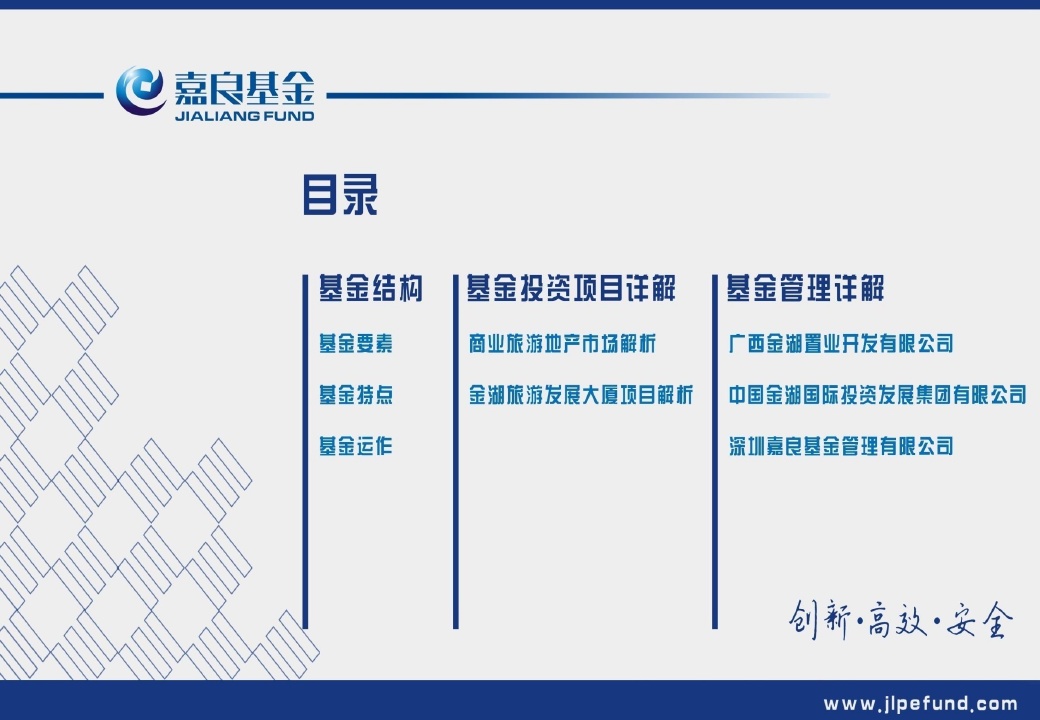 嘉良基金
JIALIANG FUND
目录
基金结构
基金要素
基金特点
基金运作
基金投资项目详解
商业旅游地产市场解析
金湖旅游发展大厦项目解析
基金管理详解
广西金湖置业开发有限公司
中国金湖国际投资发展集团有限公司
深圳嘉良基金管理有限公司
创新·高效·安全
www.jlpefund.com